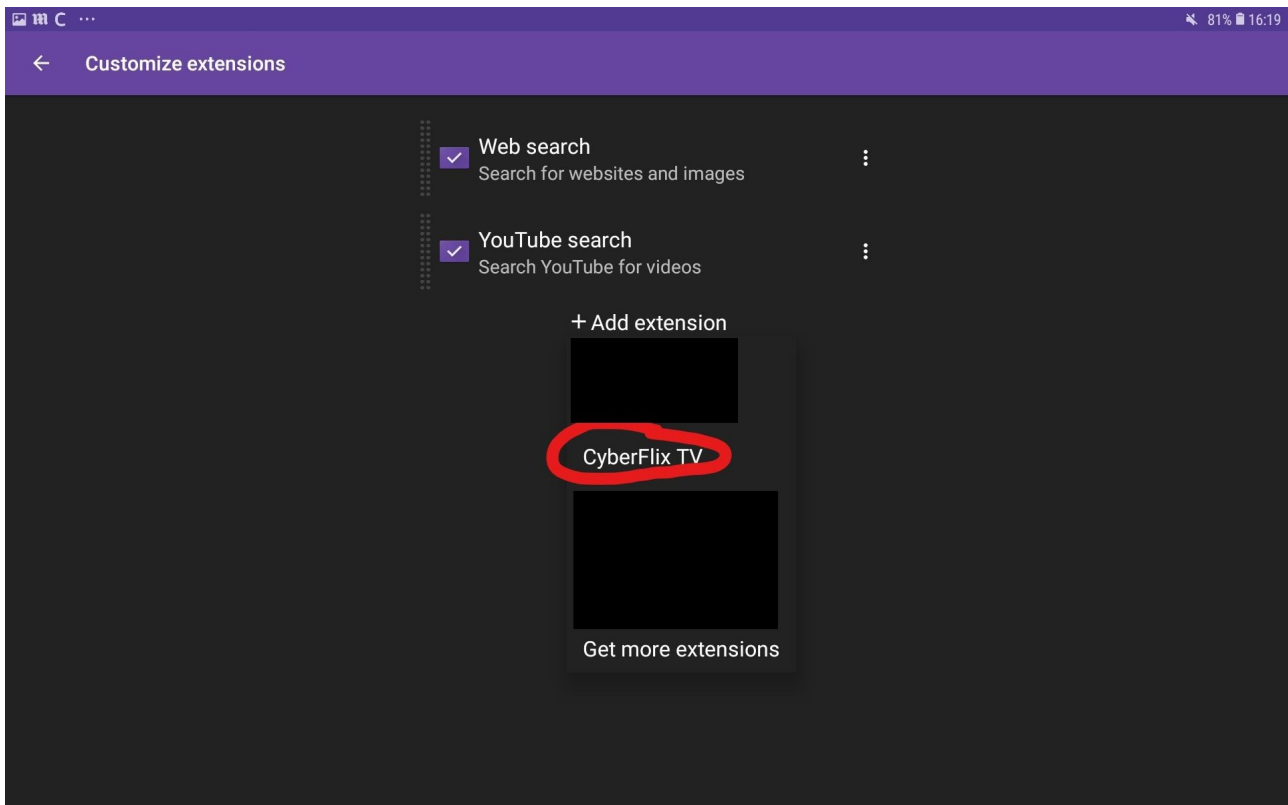 m C ... 81% 16:19
Customize extensions
Web search
Search for websites and images
YouTube search
Search YouTube for videos
+ Add extension
CyberFlix TV
Get more extensions